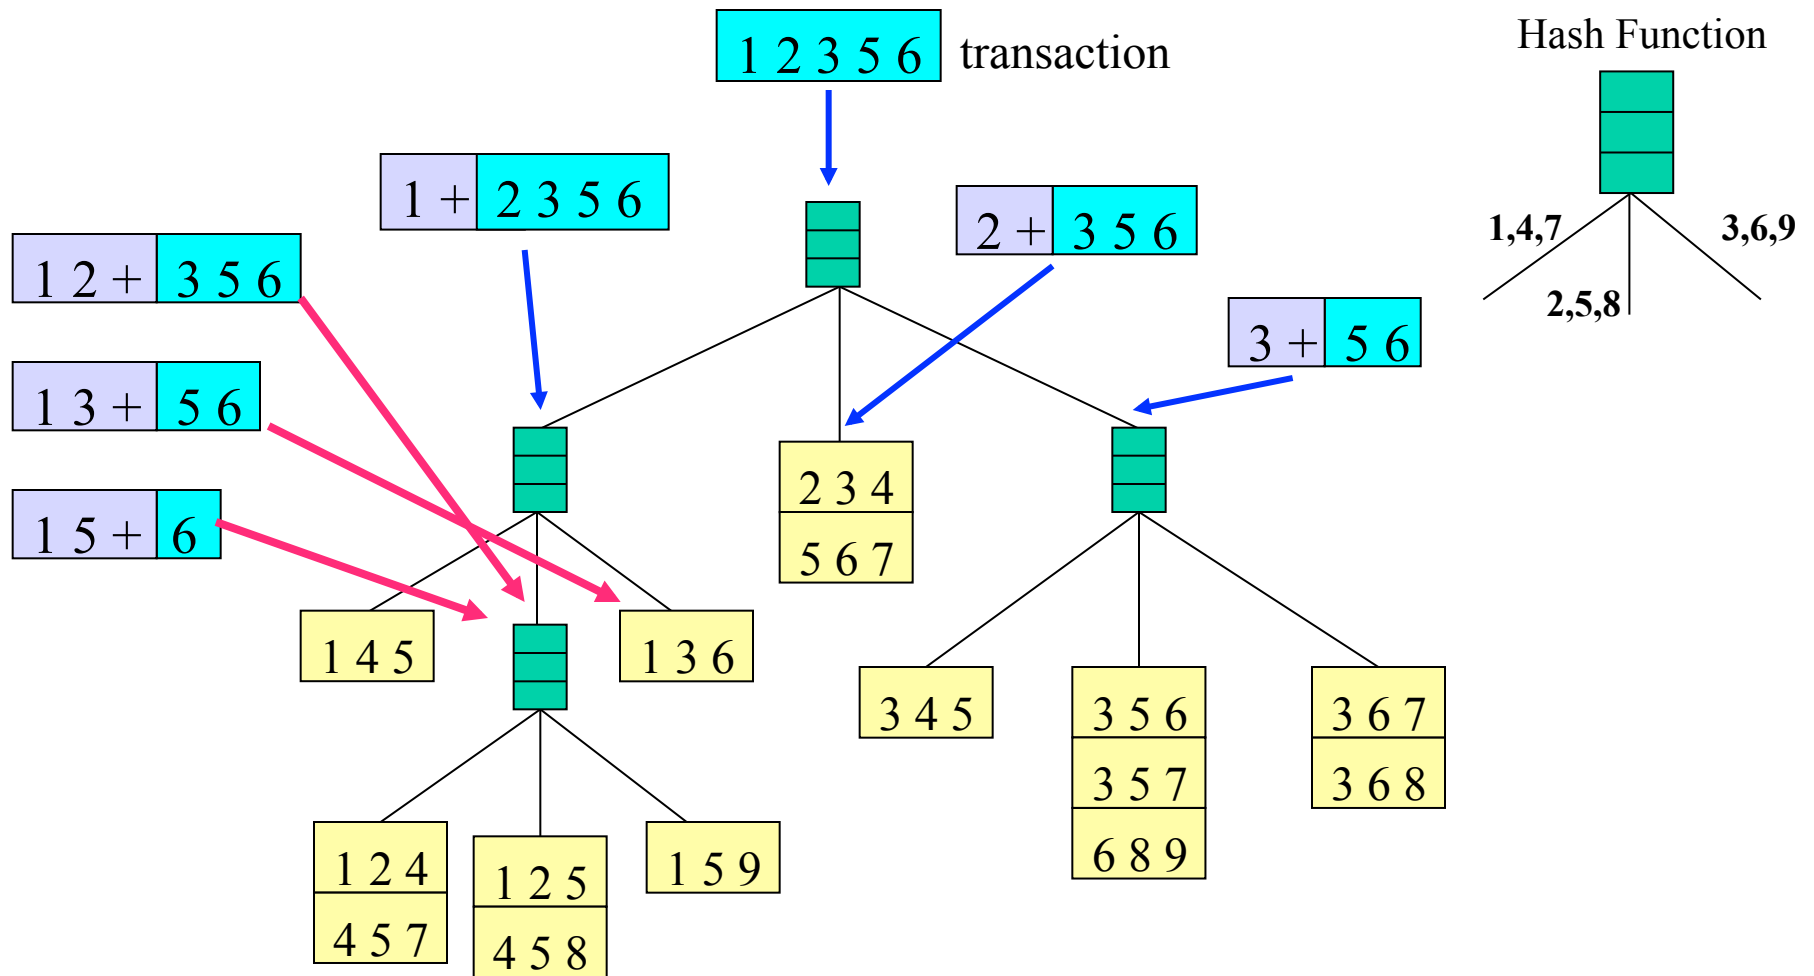 1 2 3 5 6 transaction
Hash Function
1 + 2 3 5 6
2 + 3 5 6
1,4,7
3,6,9
2,5,8
1 2 + 3 5 6
3 + 5 6
1 3 + 5 6
1 5 + 6
2 3 4
5 6 7
1 4 5
1 3 6
3 4 5
3 5 6
3 6 7
3 5 7
3 6 8
6 8 9
1 2 4
1 2 5
1 5 9
4 5 7
4 5 8